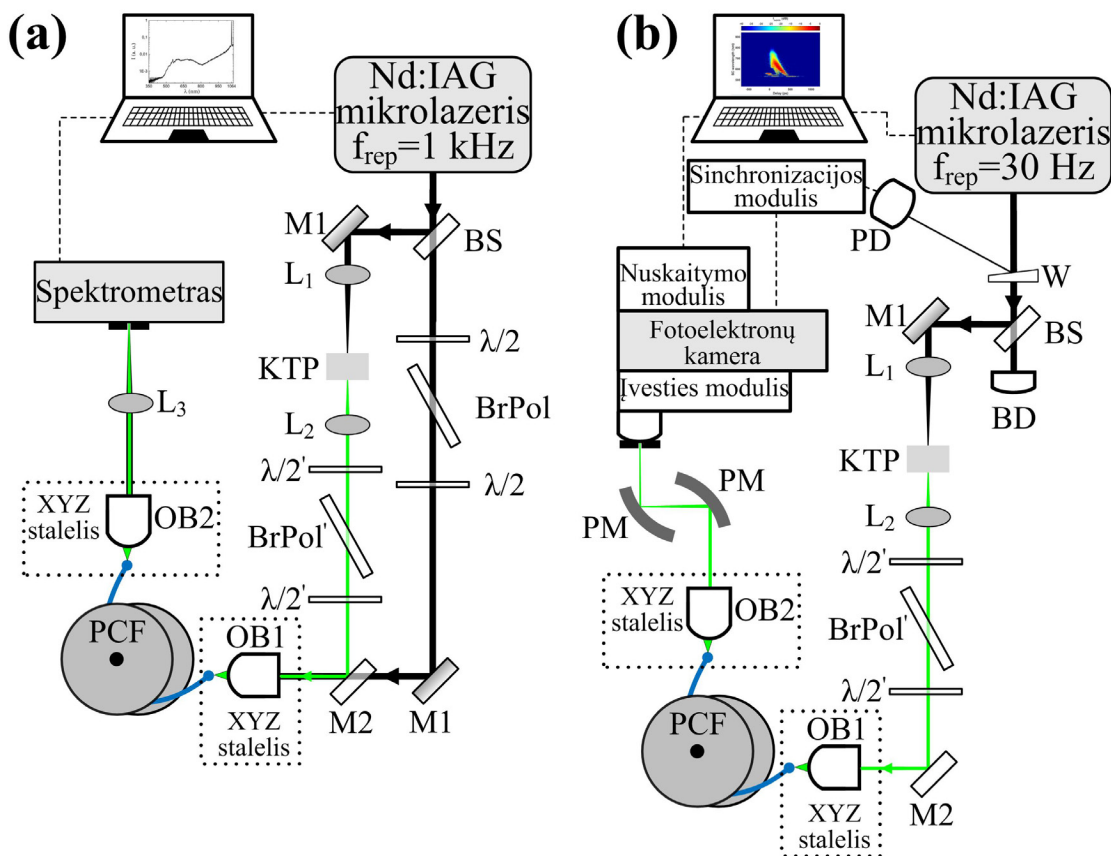 (a)
Nd:IAG
mikrolazeris
f_rep=1 kHz
M1
BS
L₁
Spektrometras
λ/2
KTP
BrPol
L₃
L₂
λ/2'
λ/2
XYZ
stalelis
OB2
BrPol'
λ/2'
PCF
OB1
XYZ
stalelis
M2
M1
(b)
Nd:IAG
mikrolazeris
f_rep=30 Hz
Sinchronizacijos
modulis
PD
Nuskaitymo
modulis
W
M1
BS
Fotoelektronų
kamera
L₁
Įvesties modulis
BD
KTP
PM
PM
L₂
λ/2'
XYZ
stalelis
OB2
BrPol'
λ/2'
PCF
OB1
XYZ
stalelis
M2